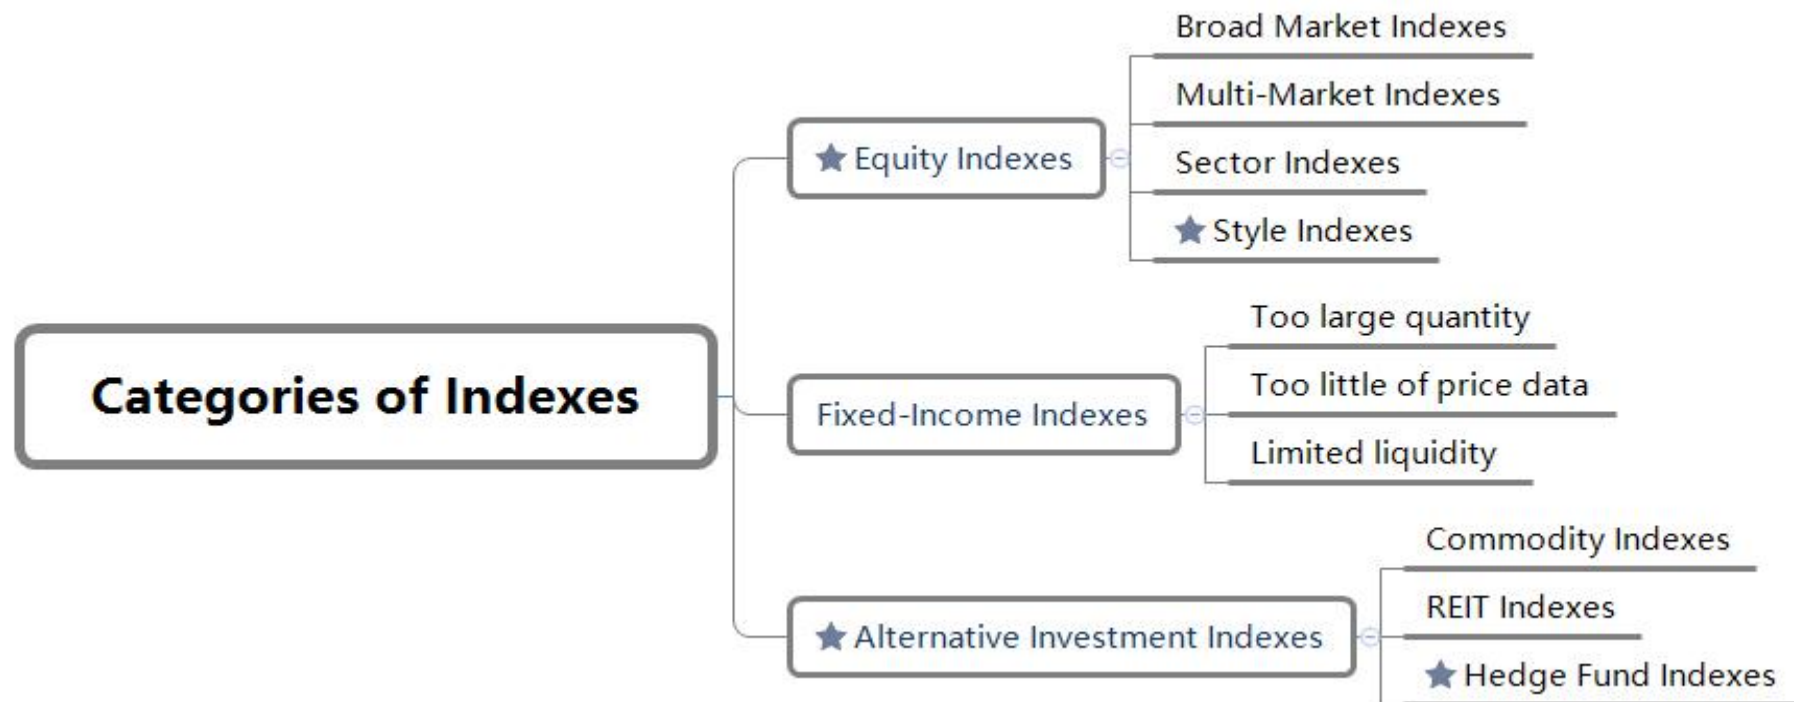 Categories of Indexes
Equity Indexes
Broad Market Indexes
Multi-Market Indexes
Sector Indexes
Style Indexes
Fixed-Income Indexes
Too large quantity
Too little of price data
Limited liquidity
Alternative Investment Indexes
Commodity Indexes
REIT Indexes
Hedge Fund Indexes